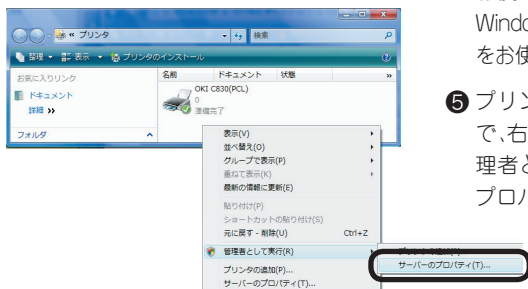 プリンタ
検索
整理 表示 プリンタのインストール
お気に入りリンク
ドキュメント
詳細 »
フォルダ
名前 ドキュメント 状態 »
OKI C830(PCL)
0
準備完了
表示(V)
並べ替え(O)
グループで表示(P)
重ねて表示(K)
最新の情報に更新(E)
貼り付け(P)
ショートカットの貼り付け(S)
元に戻す - 削除(U) Ctrl+Z
管理者として実行(R)
プリンタの追加(P)...
サーバーのプロパティ(T)...
サーバーのプロパティ(T)...
Windo
をお使
❺ プリン
で、右
理者と
プロパ